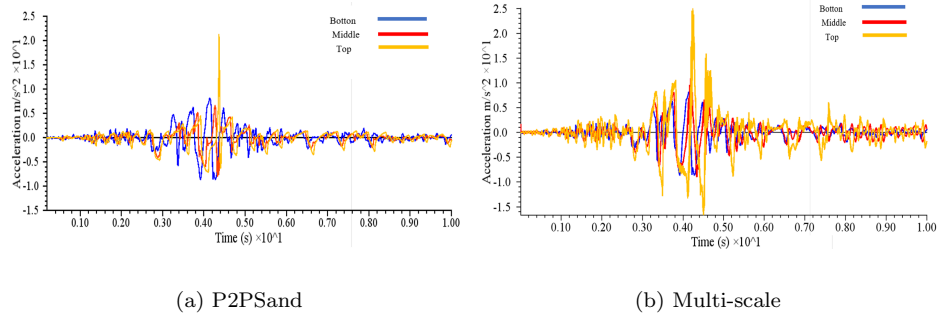 Botton
Middle
Top
Acceleration m/s^2 ×10^1
2.5
2.0
1.5
1.0
0.5
0.0
-0.5
-1.0
-1.5
0.10 0.20 0.30 0.40 0.50 0.60 0.70 0.80 0.90 1.00
Time (s) ×10^1
(a) P2PSand
Botton
Middle
Top
Acceleration m/s^2 ×10^1
2.5
2.0
1.5
1.0
0.5
0.0
-0.5
-1.0
-1.5
0.10 0.20 0.30 0.40 0.50 0.60 0.70 0.80 0.90 1.00
Time (s) ×10^1
(b) Multi-scale